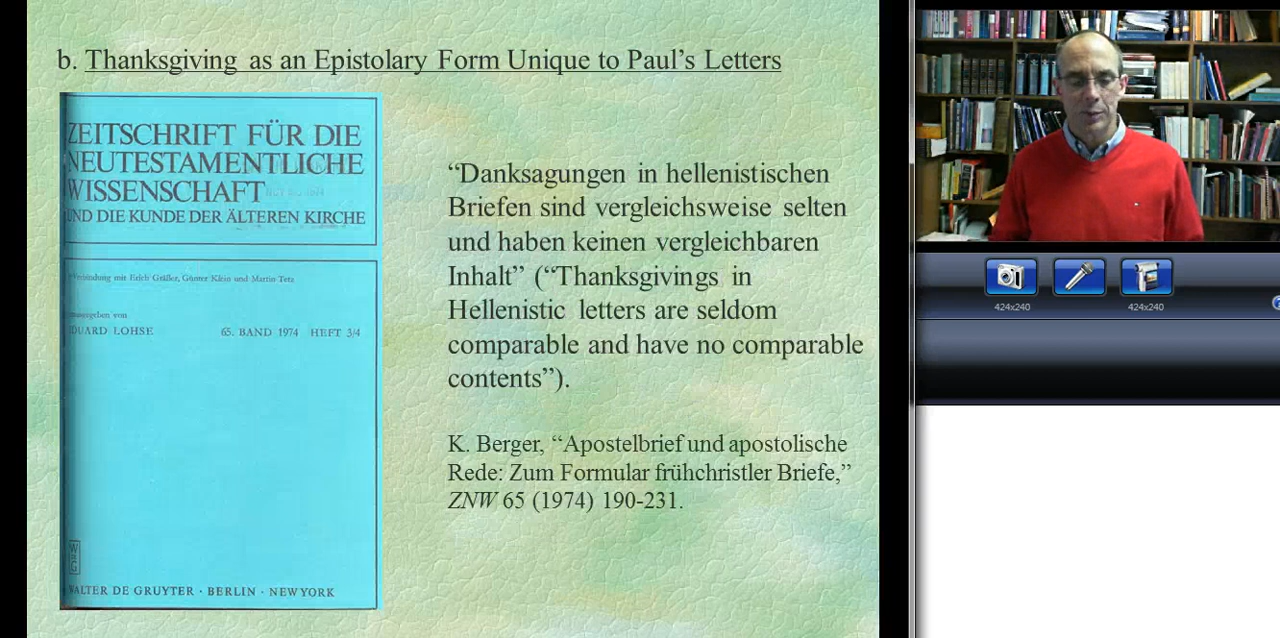 b. Thanksgiving as an Epistolary Form Unique to Paul’s Letters
ZEITSCHRIFT FÜR DIE
NEUTESTAMENTLICHE
WISSENSCHAFT
UND DIE KUNDE DER ÄLTEREN KIRCHE
mit Erich Gräßer, Günter Klein und Martin Tetz
von
EDUARD LOHSE 65. BAND 1974 HEFT 3/4
WALTER DE GRUYTER · BERLIN · NEW YORK
“Danksagungen in hellenistischen
Briefen sind vergleichsweise selten
und haben keinen vergleichbaren
Inhalt” (“Thanksgivings in
Hellenistic letters are seldom
comparable and have no comparable
contents”).
K. Berger, “Apostelbrief und apostolische
Rede: Zum Formular frühchristler Briefe,”
ZNW 65 (1974) 190-231.
424x240
424x240